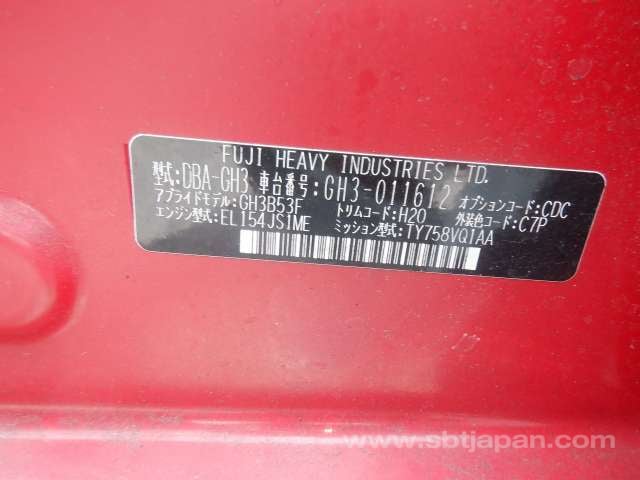 FUJI HEAVY INDUSTRIES LTD.
型式: DBA-GH3 車台番号: GH3-011612 オプションコード: CDC
アプライドモデル: GH3B53F トリムコード: H20 外装色コード: C7P
エンジン型式: EL154JS1ME ミッション型式: TY758VQ1AA
www.sbtjapan.com